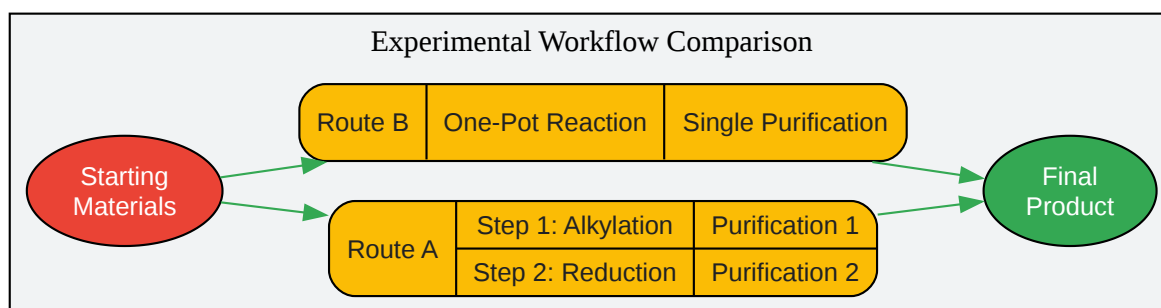 Experimental Workflow Comparison
Starting
Materials
Route B
One-Pot Reaction
Single Purification
Route A
Step 1: Alkylation
Purification 1
Step 2: Reduction
Purification 2
Final
Product